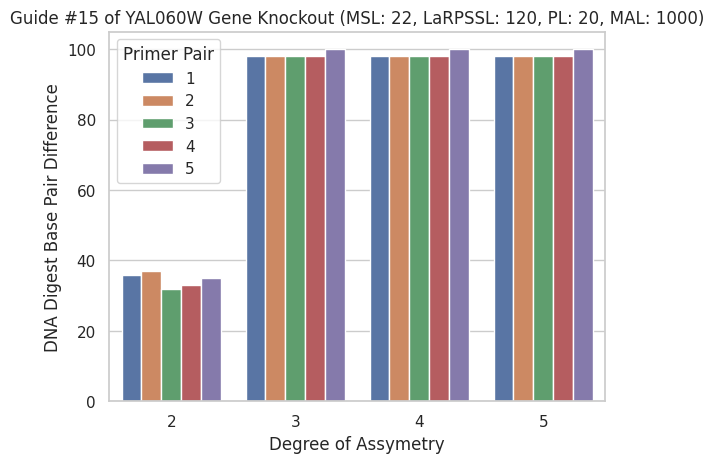 Guide #15 of YAL060W Gene Knockout (MSL: 22, LaRPSSL: 120, PL: 20, MAL: 1000)
Primer Pair
1
2
3
4
5
DNA Digest Base Pair Difference
100
80
60
40
20
0
2 3 4 5
Degree of Assymetry